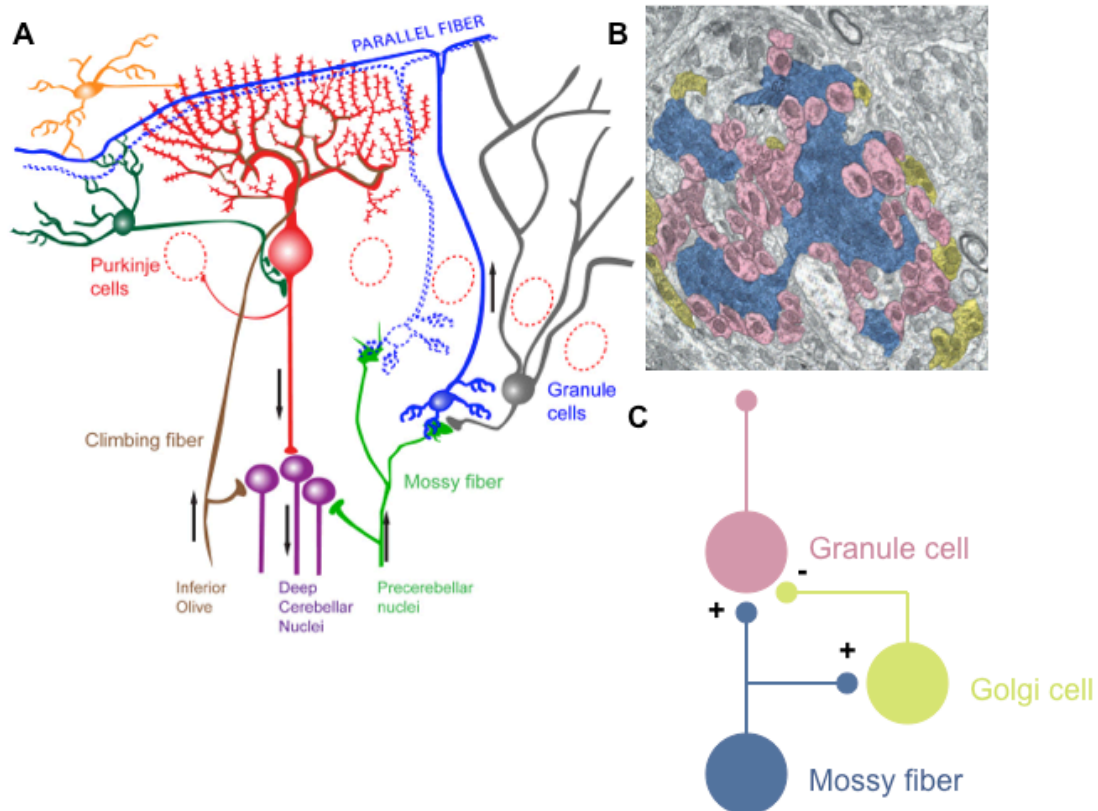 A
PARALLEL FIBER
Purkinje
cells
Climbing fiber
Granule
cells
Mossy fiber
Inferior
Olive
Deep
Cerebellar
Nuclei
Precerebellar
nuclei
B
C
Granule cell
-
+
+
Golgi cell
Mossy fiber